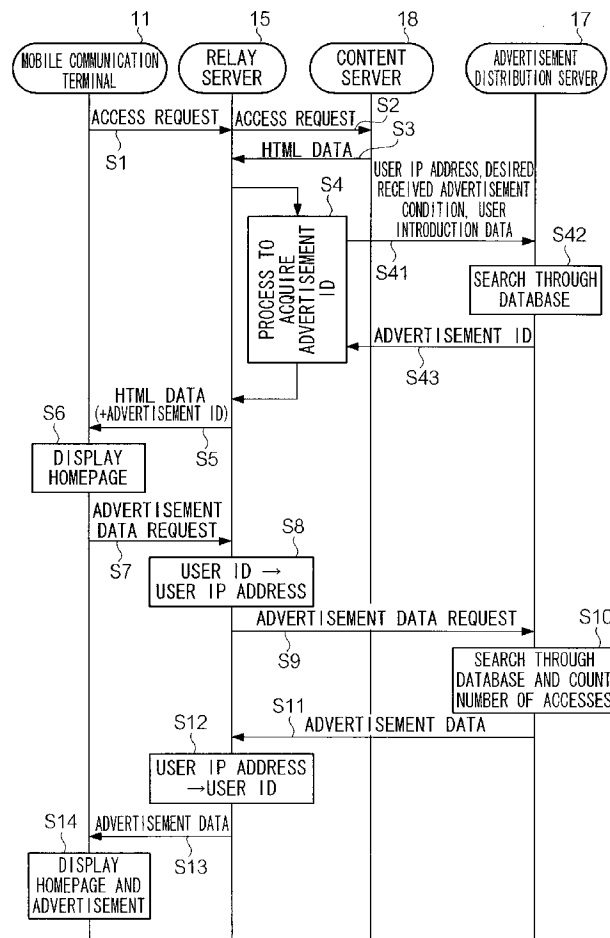 11
15
18
17
MOBILE COMMUNICATION
TERMINAL
RELAY
SERVER
CONTENT
SERVER
ADVERTISEMENT
DISTRIBUTION SERVER
ACCESS REQUEST
S1
ACCESS REQUEST
S2
S3
HTML DATA
USER IP ADDRESS, DESIRED
RECEIVED ADVERTISEMENT
CONDITION, USER
INTRODUCTION DATA
S4
S41
PROCESS TO
ACQUIRE
ADVERTISEMENT
ID
S42
SEARCH THROUGH
DATABASE
ADVERTISEMENT ID
S43
HTML DATA
(+ADVERTISEMENT ID)
S5
S6
DISPLAY
HOMEPAGE
ADVERTISEMENT
DATA REQUEST
S7
S8
USER ID →
USER IP ADDRESS
ADVERTISEMENT DATA REQUEST
S9
S10
SEARCH THROUGH
DATABASE AND COUNT
NUMBER OF ACCESSES
S11
ADVERTISEMENT DATA
S12
USER IP ADDRESS
→USER ID
ADVERTISEMENT DATA
S13
S14
DISPLAY
HOMEPAGE AND
ADVERTISEMENT